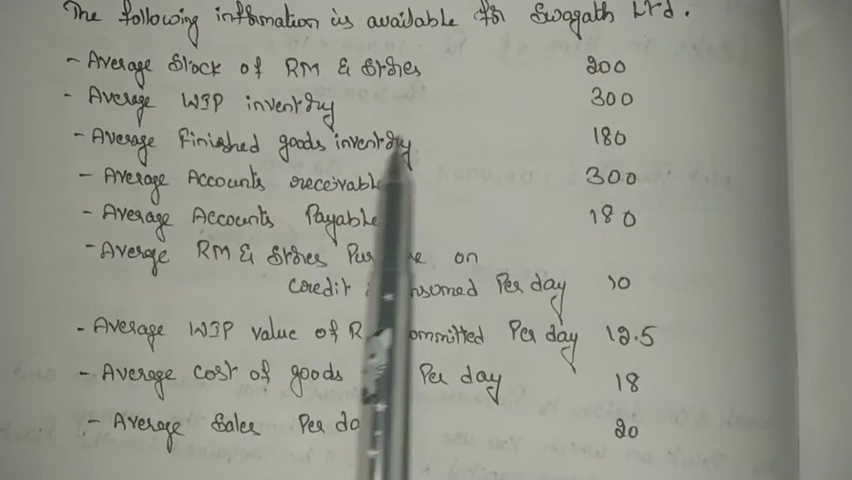 The following information is available for Swagath Ltd.
- Average Stock of RM & Stores 200
- Average WIP inventory 300
- Average Finished goods inventory 180
- Average Accounts receivable 300
- Average Accounts Payable 180
- Average RM & Stores on
credit Per day 10
- Average WIP value of committed Per day 12.5
- Average cost of goods Per day 18
- Average Sales Per 20